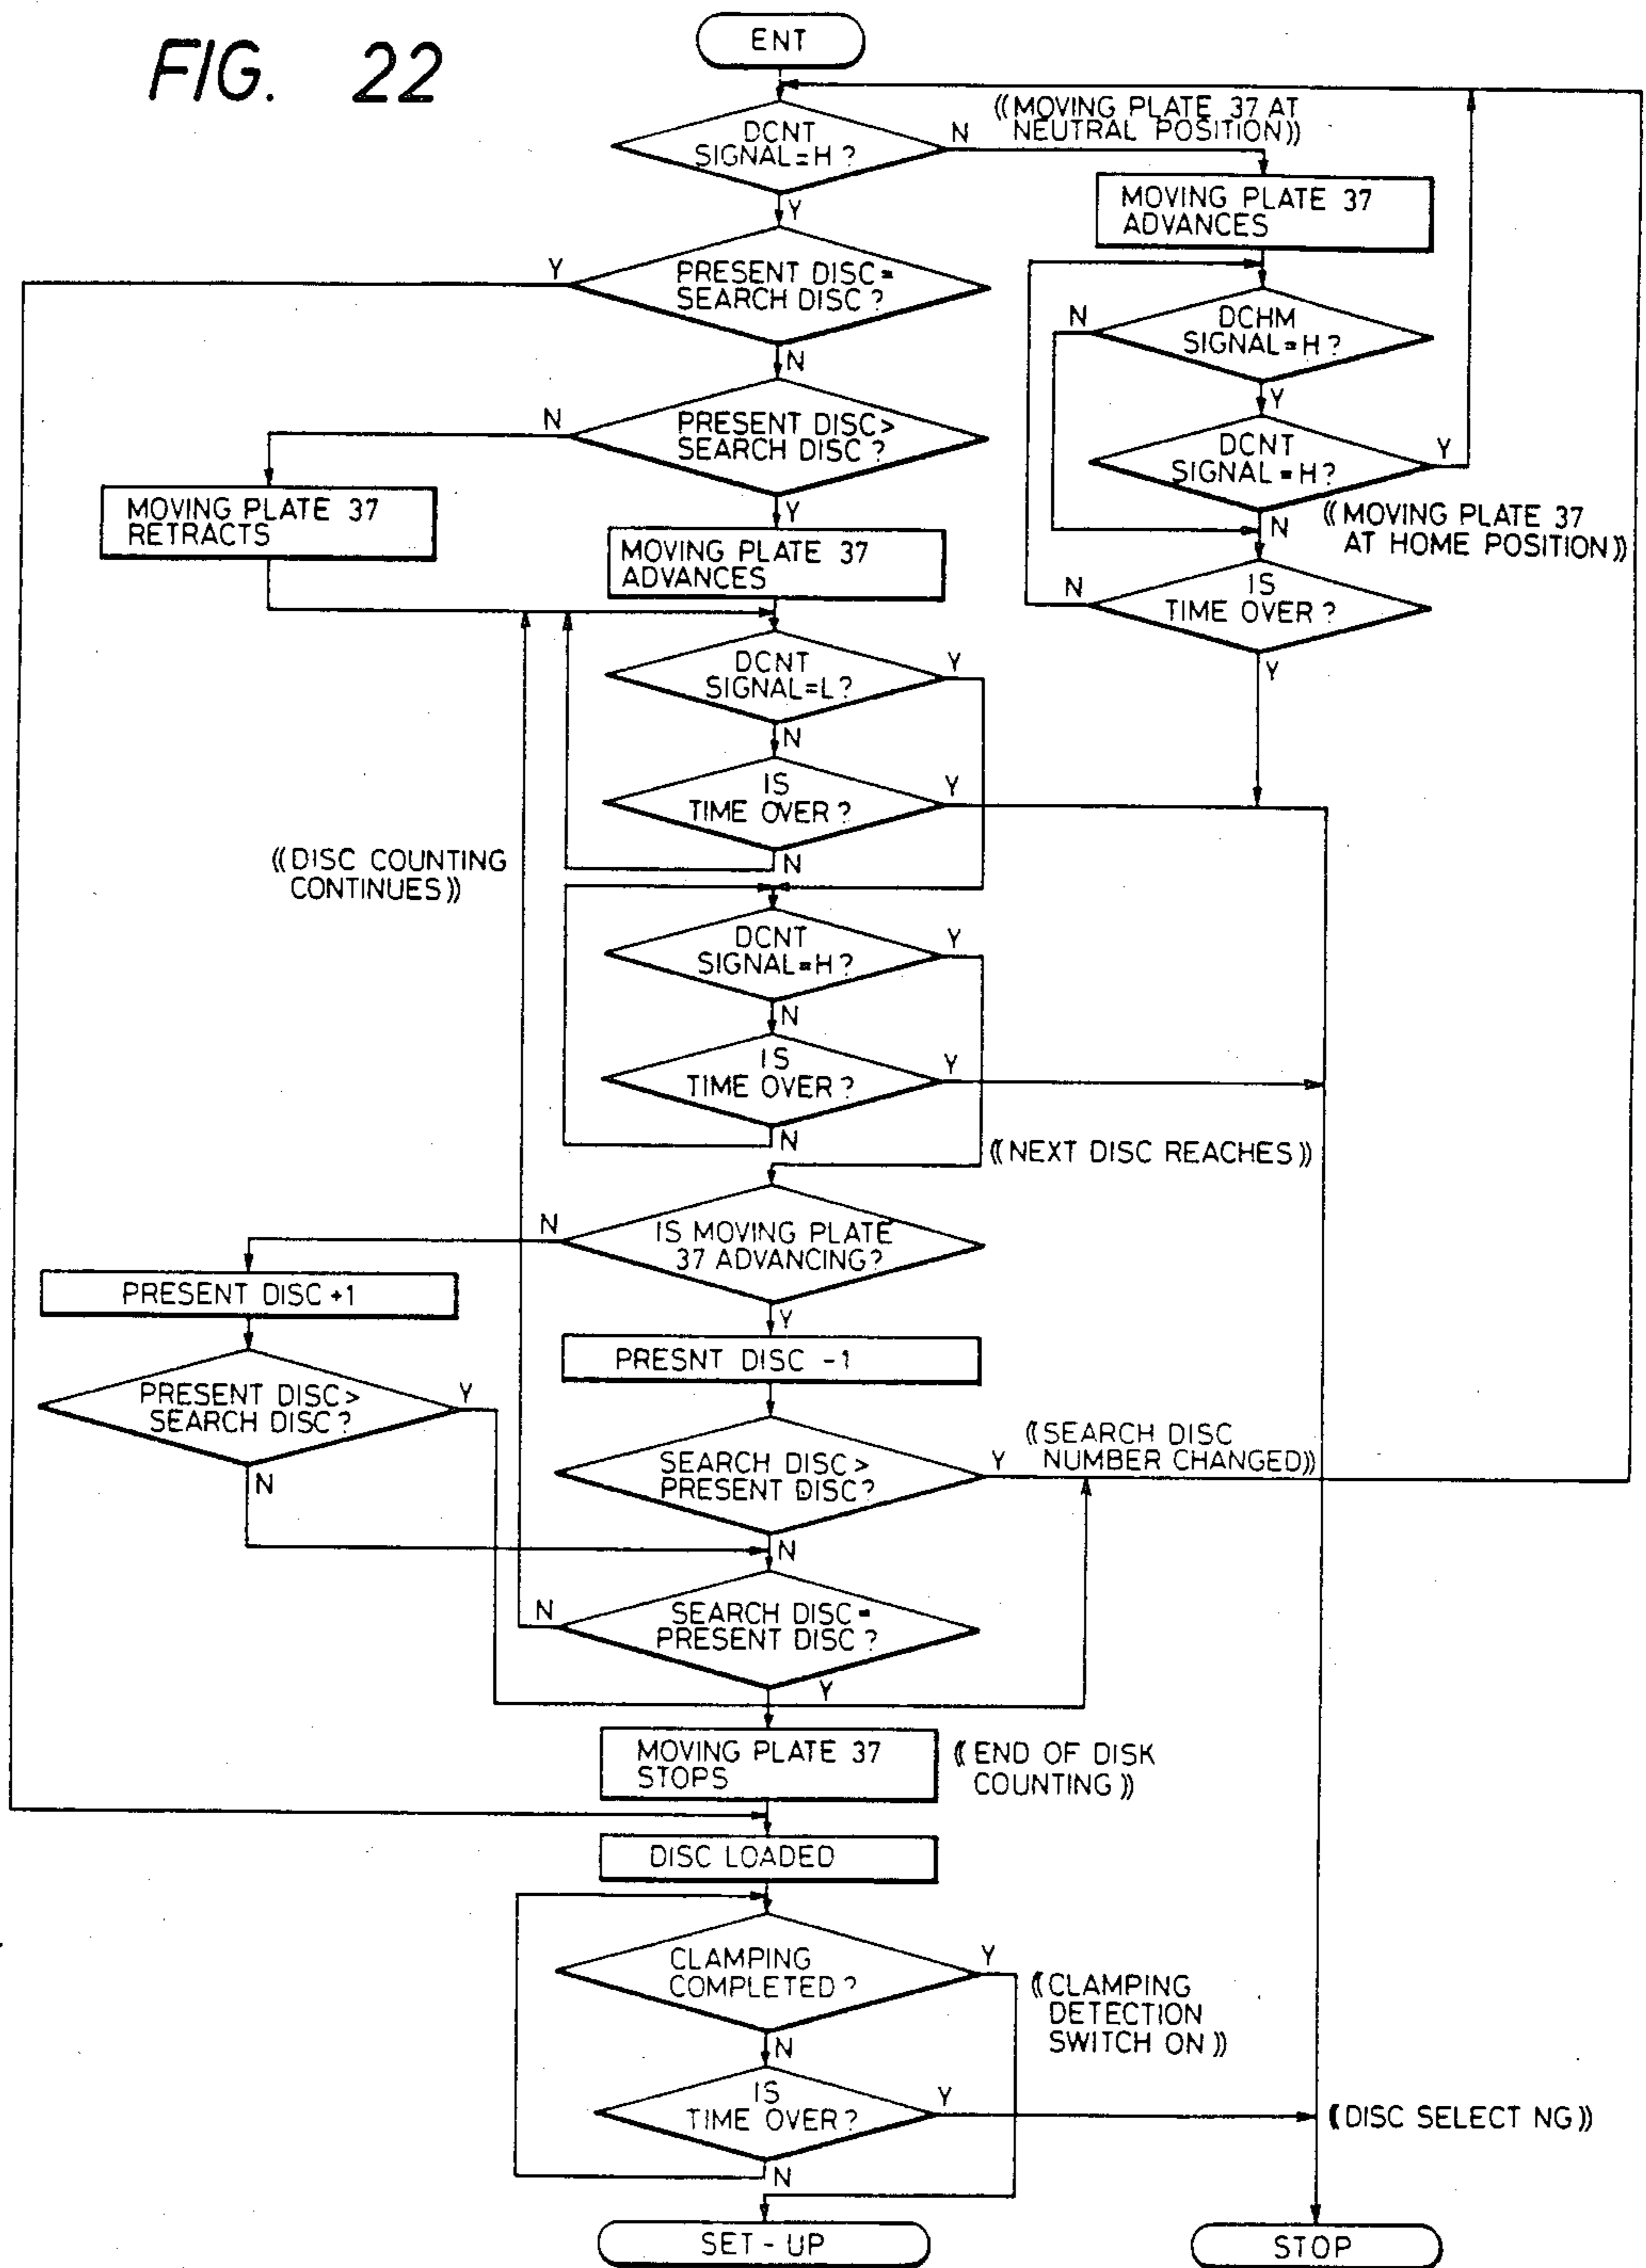 FIG. 22
ENT
DCNT
SIGNAL=H?
N
((MOVING PLATE 37 AT
NEUTRAL POSITION))
Y
MOVING PLATE 37
ADVANCES
PRESENT DISC=
SEARCH DISC?
Y
N
DCHM
SIGNAL=H?
N
Y
PRESENT DISC>
SEARCH DISC?
N
Y
DCNT
SIGNAL=H?
Y
N
((MOVING PLATE 37
AT HOME POSITION))
MOVING PLATE 37
RETRACTS
MOVING PLATE 37
ADVANCES
IS
TIME OVER?
N
Y
DCNT
SIGNAL=L?
Y
N
IS
TIME OVER?
Y
N
((DISC COUNTING
CONTINUES))
DCNT
SIGNAL=H?
Y
N
IS
TIME OVER?
Y
N
((NEXT DISC REACHES))
IS MOVING PLATE
37 ADVANCING?
N
Y
PRESENT DISC+1
PRESNT DISC -1
PRESENT DISC>
SEARCH DISC?
Y
N
SEARCH DISC>
PRESENT DISC?
Y
N
((SEARCH DISC
NUMBER CHANGED))
SEARCH DISC=
PRESENT DISC?
N
Y
MOVING PLATE 37
STOPS
((END OF DISK
COUNTING))
DISC LOADED
CLAMPING
COMPLETED?
Y
N
((CLAMPING
DETECTION
SWITCH ON))
IS
TIME OVER?
Y
N
((DISC SELECT NG))
SET-UP
STOP